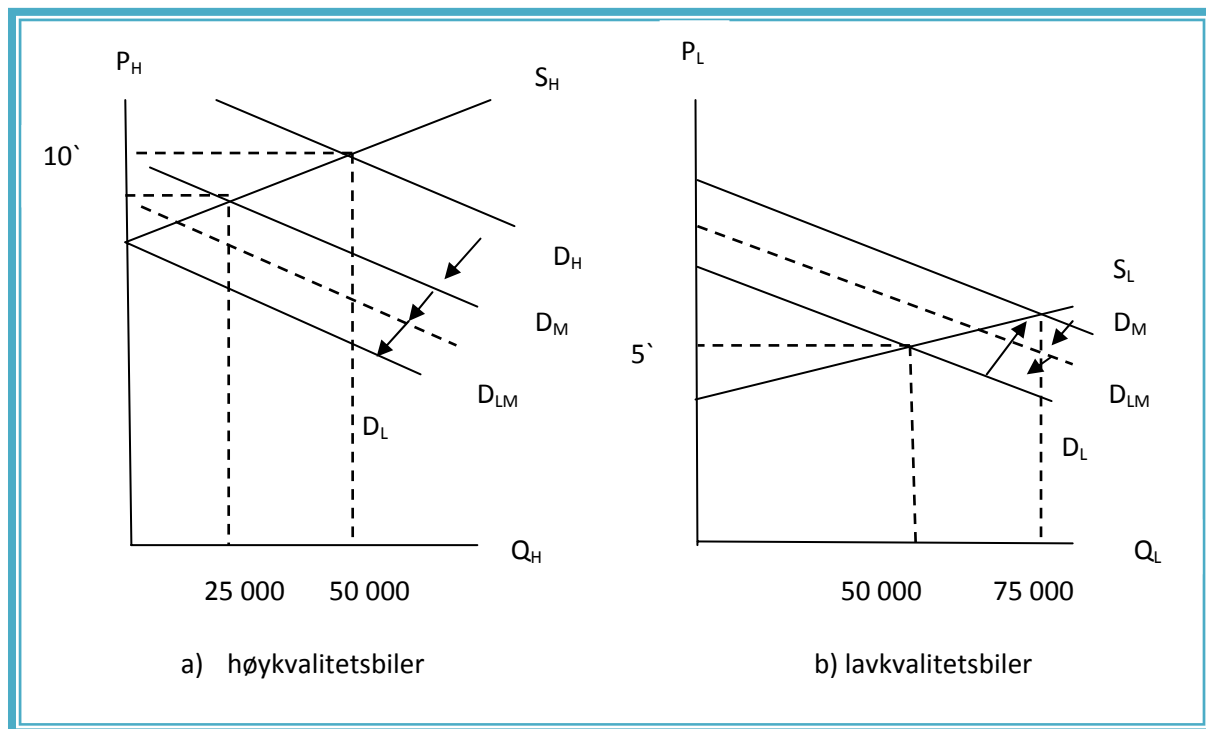 P_H
S_H
10`
D_H
D_M
D_LM
D_L
Q_H
25 000 50 000
a) høykvalitetsbiler
P_L
S_L
D_M
5`
D_LM
D_L
Q_L
50 000 75 000
b) lavkvalitetsbiler